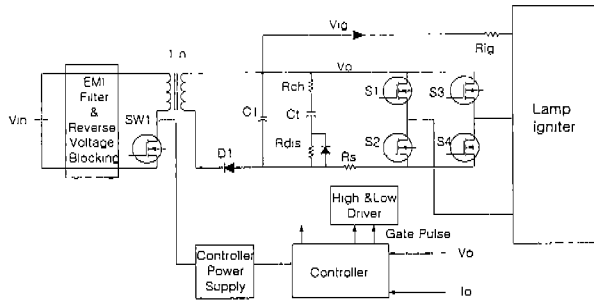 Vig
Rig
1:n
Vo
EMI
Filter
&
Reverse
Voltage
Blocking
Vin
SW1
D1
C1
Rch
Ct
Rdis
Rs
S1
S2
S3
S4
Lamp
igniter
High &Low
Driver
Gate Pulse
Controller
Power
Supply
Controller
Vo
Io